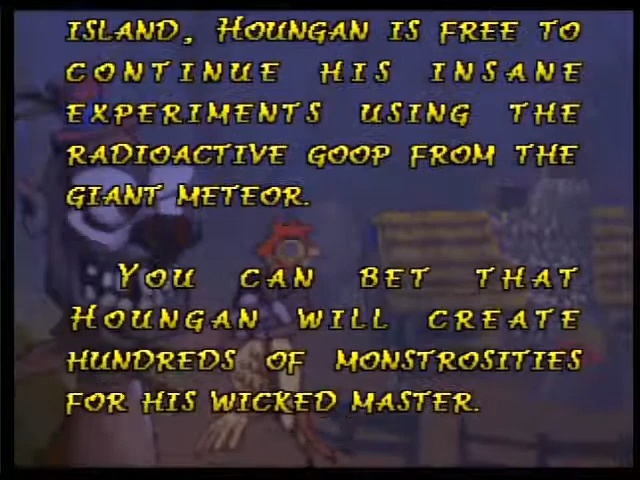 ISLAND, HOUNGAN IS FREE TO
CONTINUE HIS INSANE
EXPERIMENTS USING THE
RADIOACTIVE GOOP FROM THE
GIANT METEOR.
YOU CAN BET THAT
HOUNGAN WILL CREATE
HUNDREDS OF MONSTROSITIES
FOR HIS WICKED MASTER.